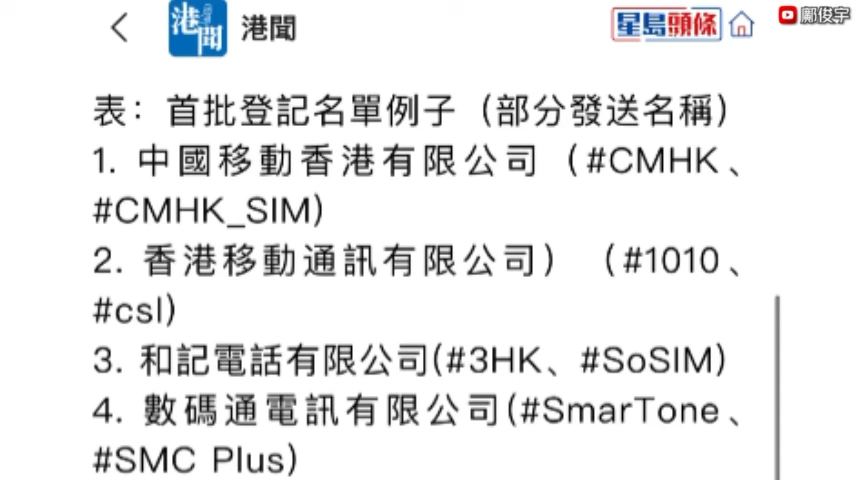 港聞
港聞
星島頭條
鄺俊宇
表：首批登記名單例子（部分發送名稱）
1. 中國移動香港有限公司（#CMHK、
#CMHK_SIM)
2. 香港移動通訊有限公司）（#1010、
#csl)
3. 和記電話有限公司(#3HK、#SoSIM)
4. 數碼通電訊有限公司(#SmarTone、
#SMC Plus)